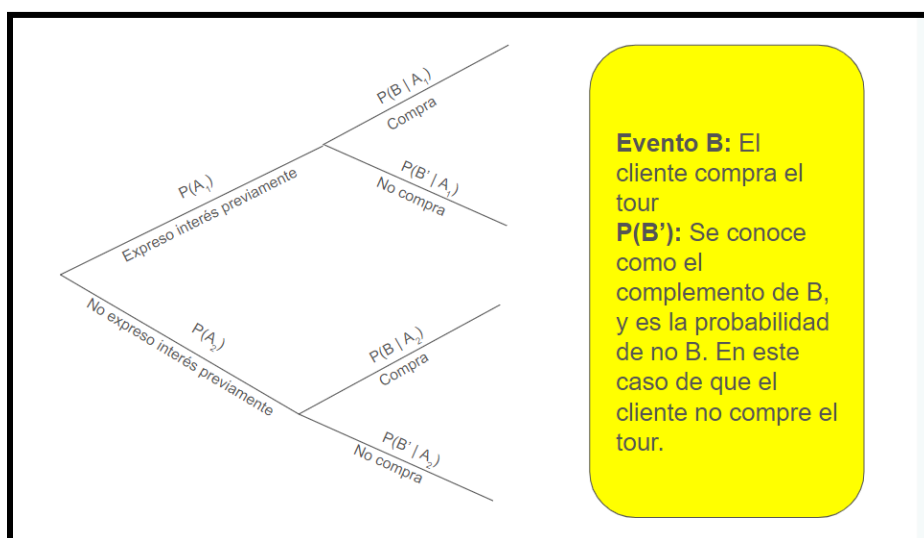 P(B | A₁)
Compra
P(B' | A₁)
No compra
P(A₁)
Expreso interés previamente
P(A₂)
No expreso interés previamente
P(B | A₂)
Compra
P(B' | A₂)
No compra
Evento B: El
cliente compra el
tour
P(B’): Se conoce
como el
complemento de B,
y es la probabilidad
de no B. En este
caso de que el
cliente no compre el
tour.